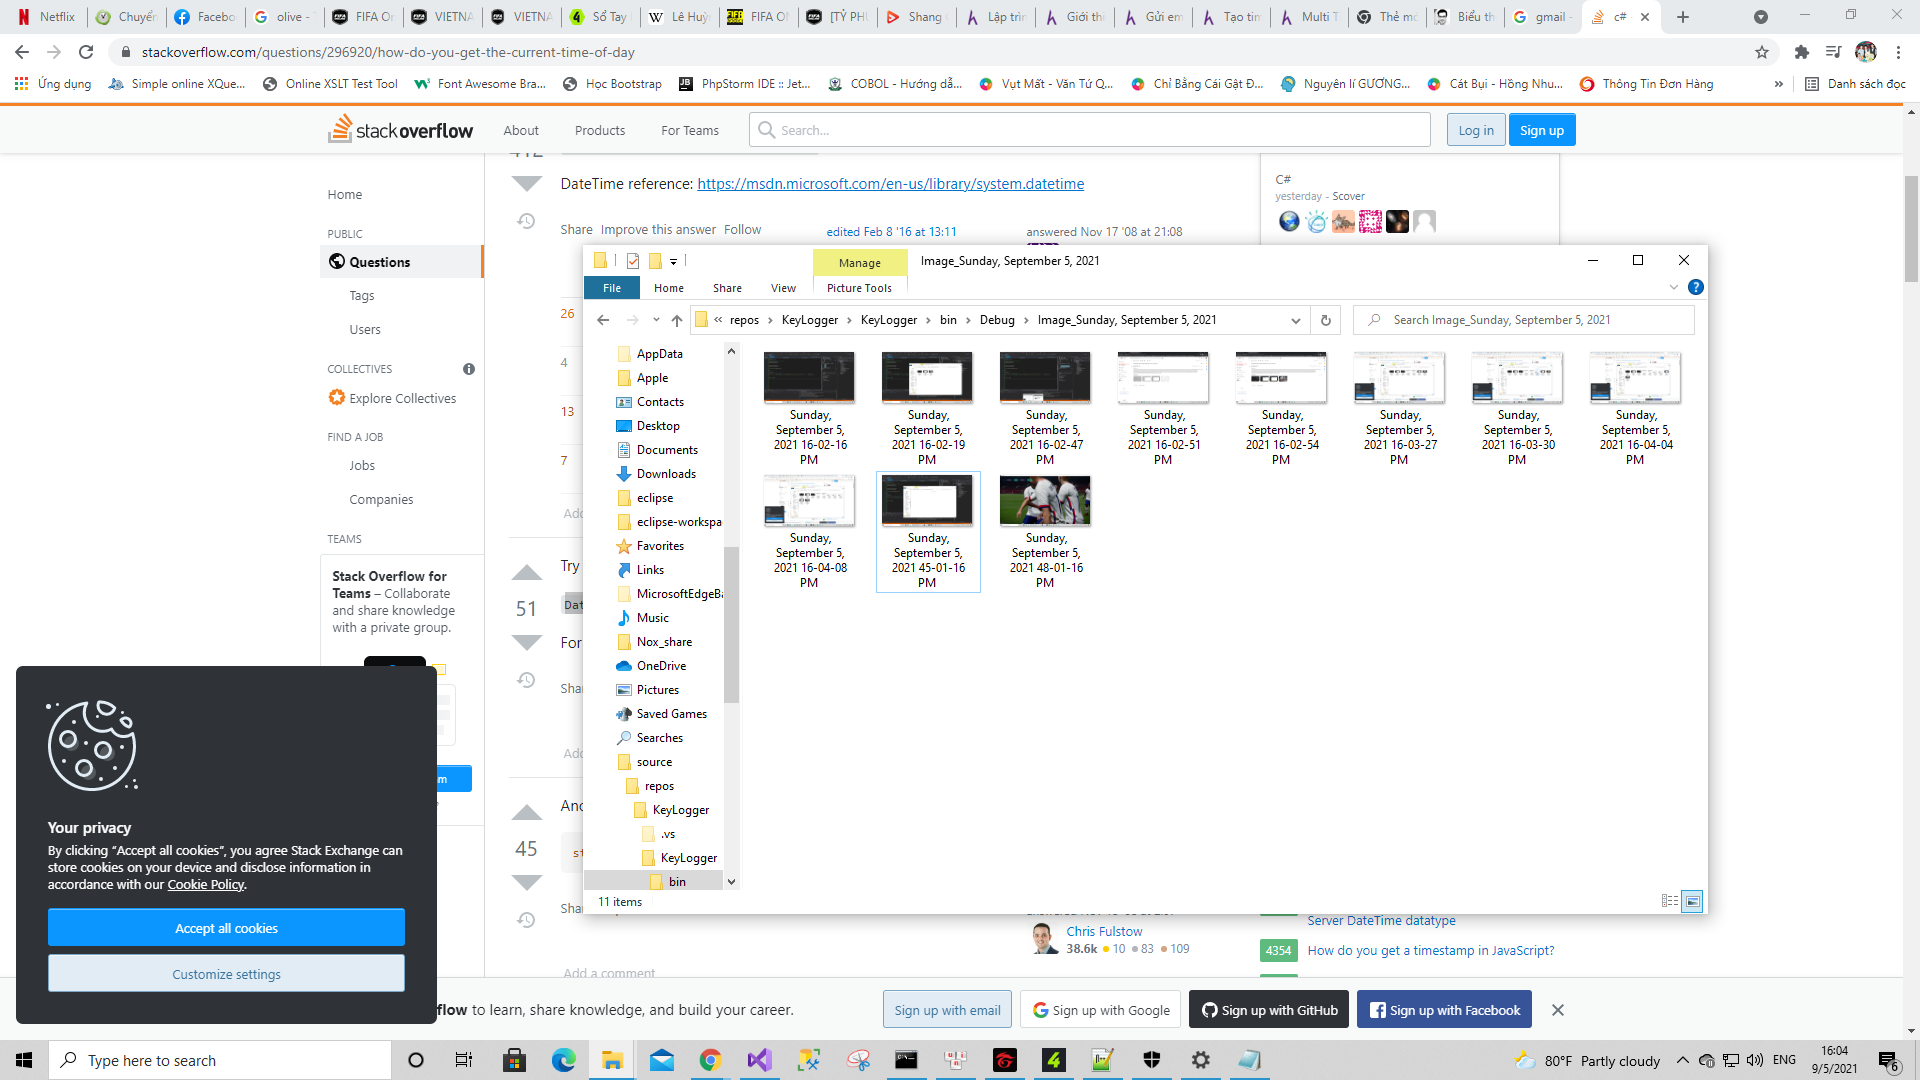 Netflix
Chuyển
Facebo
olive -
FIFA O
VIETNA
VIETNA
Sổ Tay
Lê Huỳ
FIFA O
[TỶ PH
Shang
Lập trìn
Giới thi
Gửi em
Tạo tin
Multi T
Thẻ mo
Biểu th
gmail -
c#
stackoverflow.com/questions/296920/how-do-you-get-the-current-time-of-day
Ứng dụng
Simple online XQue...
Online XSLT Test Tool
Font Awesome Bra...
Học Bootstrap
PhpStorm IDE :: Jet...
COBOL - Hướng dẫ...
Vụt Mất - Văn Tứ Q...
Chỉ Bằng Cái Gật Đ...
Nguyên lí GƯƠNG...
Cát Bụi - Hồng Nhu...
Thông Tin Đơn Hàng
»
Danh sách đọc
stack overflow
About
Products
For Teams
Search...
Log in
Sign up
Home
PUBLIC
Questions
Tags
Users
COLLECTIVES
Explore Collectives
FIND A JOB
Jobs
Companies
TEAMS
Stack Overflow for
Teams – Collaborate
and share knowledge
with a private group.
412
DateTime reference: https://msdn.microsoft.com/en-us/library/system.datetime
Share Improve this answer Follow
edited Feb 8 '16 at 13:11
answered Nov 17 '08 at 21:08
C#
yesterday - Scover
26
4
13
7
Add
Try
51
Dat
For
Shar
Add
And
45
st
Shar
Manage
Image_Sunday, September 5, 2021
File
Home
Share
View
Picture Tools
« repos › KeyLogger › KeyLogger › bin › Debug › Image_Sunday, September 5, 2021
Search Image_Sunday, September 5, 2021
AppData
Apple
Contacts
Desktop
Documents
Downloads
eclipse
eclipse-workspa
Favorites
Links
MicrosoftEdgeBa
Music
Nox_share
OneDrive
Pictures
Saved Games
Searches
source
repos
KeyLogger
.vs
KeyLogger
bin
Sunday,
September 5,
2021 16-02-16
PM
Sunday,
September 5,
2021 16-02-19
PM
Sunday,
September 5,
2021 16-02-47
PM
Sunday,
September 5,
2021 16-02-51
PM
Sunday,
September 5,
2021 16-02-54
PM
Sunday,
September 5,
2021 16-03-27
PM
Sunday,
September 5,
2021 16-03-30
PM
Sunday,
September 5,
2021 16-04-04
PM
Sunday,
September 5,
2021 16-04-08
PM
Sunday,
September 5,
2021 45-01-16
PM
Sunday,
September 5,
2021 48-01-16
PM
11 items
Chris Fulstow
38.6k 10 83 109
Add a comment
Server DateTime datatype
4354 How do you get a timestamp in JavaScript?
Your privacy
By clicking “Accept all cookies”, you agree Stack Exchange can
store cookies on your device and disclose information in
accordance with our Cookie Policy.
Accept all cookies
Customize settings
flow to learn, share knowledge, and build your career.
Sign up with email
Sign up with Google
Sign up with GitHub
Sign up with Facebook
Type here to search
80°F Partly cloudy
ENG
16:04
9/5/2021
6